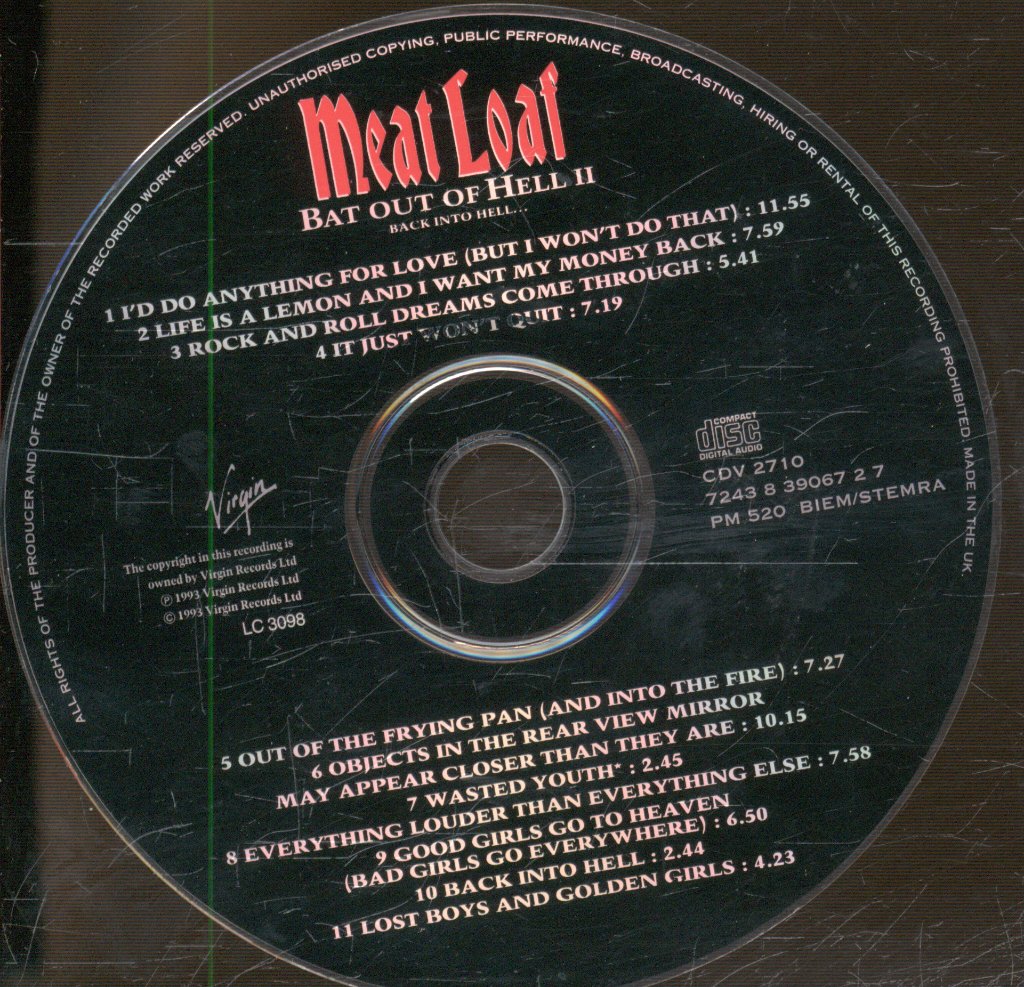 ALL RIGHTS OF THE PRODUCER AND/OF THE OWNER OF THE RECORDED WORK RESERVED. UNAUTHORISED COPYING, PUBLIC PERFORMANCE, BROADCASTING, HIRING OR RENTAL OF THIS RECORDING PROHIBITED. MADE IN THE UK
Meat Loaf
BAT OUT OF HELL II
BACK INTO HELL...
1 I'D DO ANYTHING FOR LOVE (BUT I WON'T DO THAT) : 11.55
2 LIFE IS A LEMON AND I WANT MY MONEY BACK : 7.59
3 ROCK AND ROLL DREAMS COME THROUGH : 5.41
4 IT JUST WON'T QUIT : 7.19
COMPACT
disc
DIGITAL AUDIO
CDV 2710
7243 8 39067 2 7
PM 520 BIEM/STEMRA
Virgin
The copyright in this recording is
owned by Virgin Records Ltd
℗ 1993 Virgin Records Ltd
© 1993 Virgin Records Ltd
LC 3098
5 OUT OF THE FRYING PAN (AND INTO THE FIRE) : 7.27
6 OBJECTS IN THE REAR VIEW MIRROR
MAY APPEAR CLOSER THAN THEY ARE : 10.15
7 WASTED YOUTH* : 2.45
8 EVERYTHING LOUDER THAN EVERYTHING ELSE : 7.58
9 GOOD GIRLS GO TO HEAVEN
(BAD GIRLS GO EVERYWHERE) : 6.50
10 BACK INTO HELL : 2.44
11 LOST BOYS AND GOLDEN GIRLS : 4.23